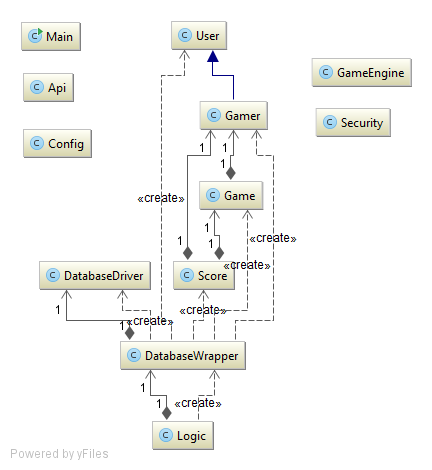 C Main
C User
C Api
C GameEngine
C Gamer
C Security
C Config
1
1
«create»
C Game
«create»
1
1
1
«create»
C DatabaseDriver
C Score
1
1
«create»
C DatabaseWrapper
1
«create»
1
C Logic
Powered by yFiles